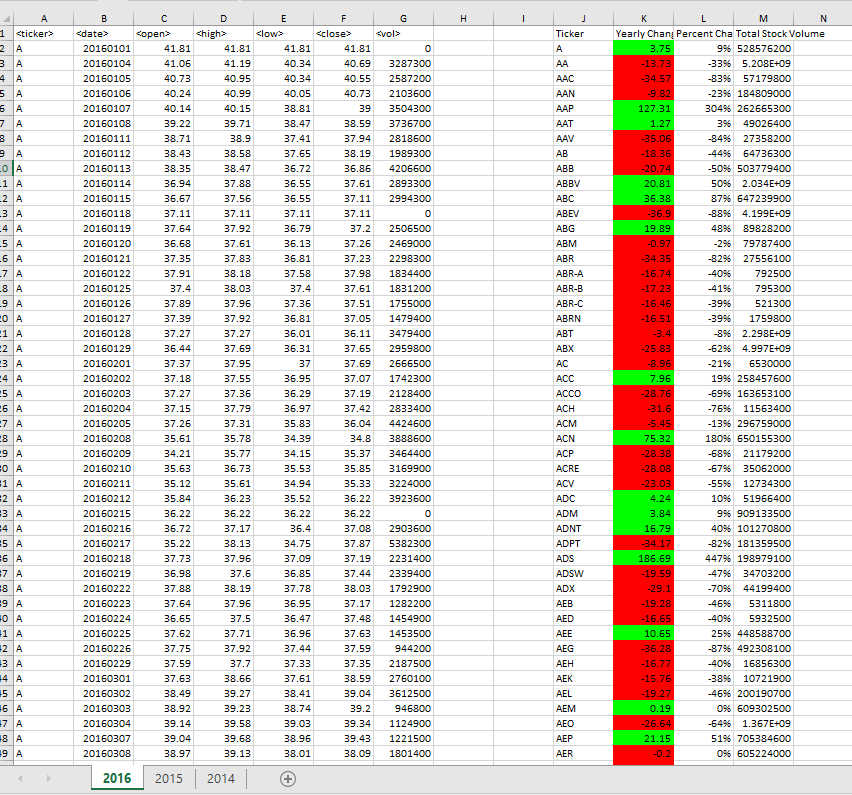 A B C D E F G H I J K L M N
1 <ticker> <date> <open> <high> <low> <close> <vol> Ticker Yearly Chang Percent Cha Total Stock Volume
2 A 20160101 41.81 41.81 41.81 41.81 0 A 3.75 9% 528576200
3 A 20160104 41.06 41.19 40.34 40.69 3287300 AA -13.73 -33% 5.208E+09
4 A 20160105 40.73 40.95 40.34 40.55 2587200 AAC -34.57 -83% 57179800
5 A 20160106 40.24 40.99 40.05 40.73 2103600 AAN -9.82 -23% 184809000
6 A 20160107 40.14 40.15 38.81 39 3504300 AAP 127.31 304% 262665300
7 A 20160108 39.22 39.71 38.47 38.59 3736700 AAT 1.27 3% 49026400
8 A 20160111 38.71 38.9 37.41 37.94 2818600 AAV -35.06 -84% 27358200
9 A 20160112 38.43 38.58 37.65 38.19 1989300 AB -18.36 -44% 64736300
10 A 20160113 38.35 38.47 36.72 36.86 4206600 ABB -20.74 -50% 503779400
11 A 20160114 36.94 37.88 36.55 37.61 2893300 ABBV 20.81 50% 2.034E+09
12 A 20160115 36.67 37.56 36.55 37.11 2994300 ABC 36.38 87% 647239900
13 A 20160118 37.11 37.11 37.11 37.11 0 ABEV -36.9 -88% 4.199E+09
14 A 20160119 37.64 37.92 36.79 37.2 2506500 ABG 19.89 48% 89828200
15 A 20160120 36.68 37.61 36.13 37.26 2469000 ABM -0.97 -2% 79787400
16 A 20160121 37.35 37.83 36.81 37.23 2298300 ABR -34.35 -82% 27556100
17 A 20160122 37.91 38.18 37.58 37.98 1834400 ABR-A -16.74 -40% 792500
18 A 20160125 37.4 38.03 37.4 37.61 1831200 ABR-B -17.23 -41% 795300
19 A 20160126 37.89 37.96 37.36 37.51 1755000 ABR-C -16.46 -39% 521300
20 A 20160127 37.39 37.92 36.81 37.05 1479400 ABRN -16.51 -39% 1759800
21 A 20160128 37.27 37.27 36.01 36.11 3479400 ABT -3.4 -8% 2.298E+09
22 A 20160129 36.44 37.69 36.31 37.65 2959800 ABX -25.83 -62% 4.997E+09
23 A 20160201 37.37 37.95 37 37.69 2666500 AC -8.96 -21% 6530000
24 A 20160202 37.18 37.55 36.95 37.07 1742300 ACC 7.96 19% 258457600
25 A 20160203 37.27 37.36 36.29 37.19 2128400 ACCO -28.76 -69% 163653100
26 A 20160204 37.15 37.79 36.97 37.42 2833400 ACH -31.6 -76% 11563400
27 A 20160205 37.26 37.31 35.83 36.04 4424600 ACM -5.45 -13% 296759000
28 A 20160208 35.61 35.78 34.39 34.8 3888600 ACN 75.32 180% 650155300
29 A 20160209 34.21 35.77 34.15 35.37 3464400 ACP -28.38 -68% 21179200
30 A 20160210 35.63 36.73 35.53 35.85 3169900 ACRE -28.08 -67% 35062000
31 A 20160211 35.12 35.61 34.94 35.33 3224000 ACV -23.03 -55% 12734300
32 A 20160212 35.84 36.23 35.52 36.22 3923600 ADC 4.24 10% 51966400
33 A 20160215 36.22 36.22 36.22 36.22 0 ADM 3.84 9% 909133500
34 A 20160216 36.72 37.17 36.4 37.08 2903600 ADNT 16.79 40% 101270800
35 A 20160217 35.22 38.13 34.75 37.87 5382300 ADPT -34.17 -82% 181359500
36 A 20160218 37.73 37.96 37.09 37.19 2231400 ADS 186.69 447% 198979100
37 A 20160219 36.98 37.6 36.85 37.44 2339400 ADSW -19.59 -47% 34703200
38 A 20160222 37.88 38.19 37.78 38.03 1792900 ADX -29.1 -70% 44199400
39 A 20160223 37.64 37.96 36.95 37.17 1282200 AEB -19.28 -46% 5311800
40 A 20160224 36.65 37.5 36.47 37.48 1454900 AED -16.65 -40% 5932500
41 A 20160225 37.62 37.71 36.96 37.63 1453500 AEE 10.65 25% 448588700
42 A 20160226 37.75 37.92 37.44 37.59 944200 AEG -36.28 -87% 492308100
43 A 20160229 37.59 37.7 37.33 37.35 2187500 AEH -16.77 -40% 16856300
44 A 20160301 37.63 38.66 37.61 38.59 2760100 AEK -15.76 -38% 10721900
45 A 20160302 38.49 39.27 38.41 39.04 3612500 AEL -19.27 -46% 200190700
46 A 20160303 38.92 39.23 38.74 39.2 946800 AEM 0.19 0% 609302500
47 A 20160304 39.14 39.58 39.03 39.34 1124900 AEO -26.64 -64% 1.367E+09
48 A 20160307 39.04 39.68 38.96 39.43 1221500 AEP 21.15 51% 705384600
49 A 20160308 38.97 39.13 38.01 38.09 1801400 AER -0.2 0% 605224000
2016 2015 2014